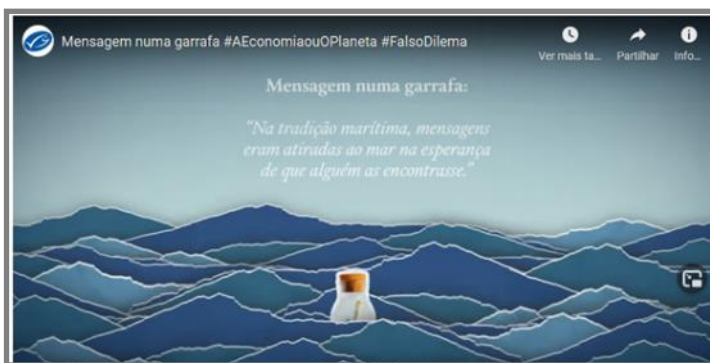 Mensagem numa garrafa #AEconomiaouOPlaneta #FalsoDilema
Ver mais ta...
Partilhar
Info...
Mensagem numa garrafa:
"Na tradição marítima, mensagens
eram atiradas ao mar na esperança
de que alguém as encontrasse."